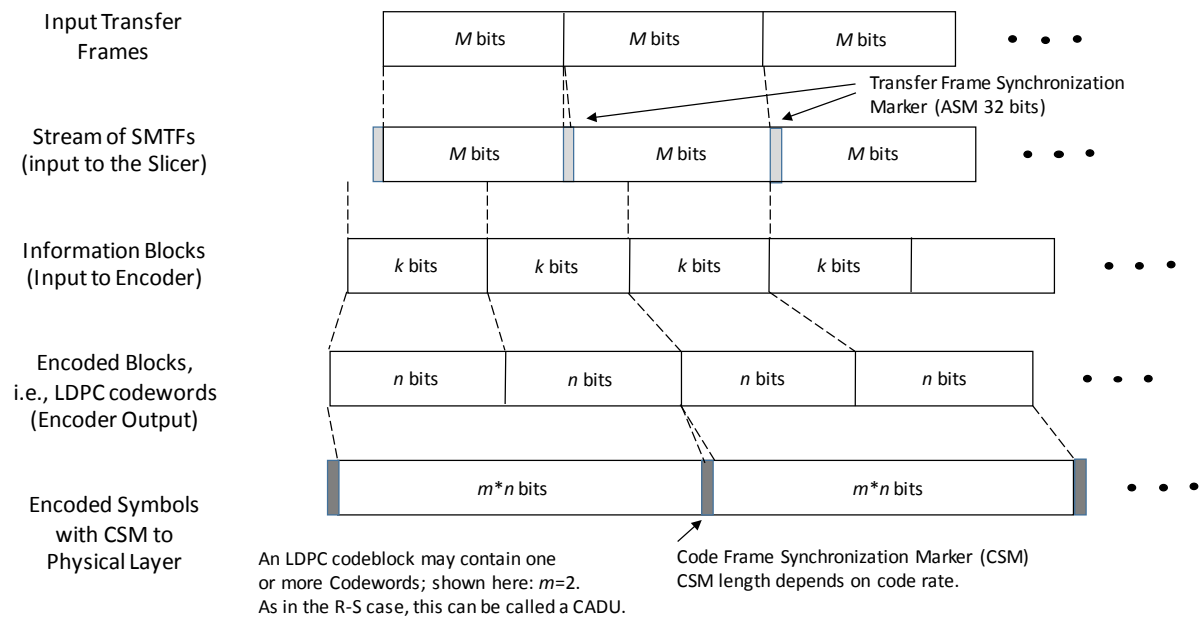 Input Transfer
Frames
M bits
M bits
M bits
Transfer Frame Synchronization
Marker (ASM 32 bits)
Stream of SMTFs
(input to the Slicer)
M bits
M bits
M bits
Information Blocks
(Input to Encoder)
k bits
k bits
k bits
k bits
Encoded Blocks,
i.e., LDPC codewords
(Encoder Output)
n bits
n bits
n bits
n bits
Encoded Symbols
with CSM to
Physical Layer
m*n bits
m*n bits
An LDPC codeblock may contain one
or more Codewords; shown here: m=2.
As in the R-S case, this can be called a CADU.
Code Frame Synchronization Marker (CSM)
CSM length depends on code rate.